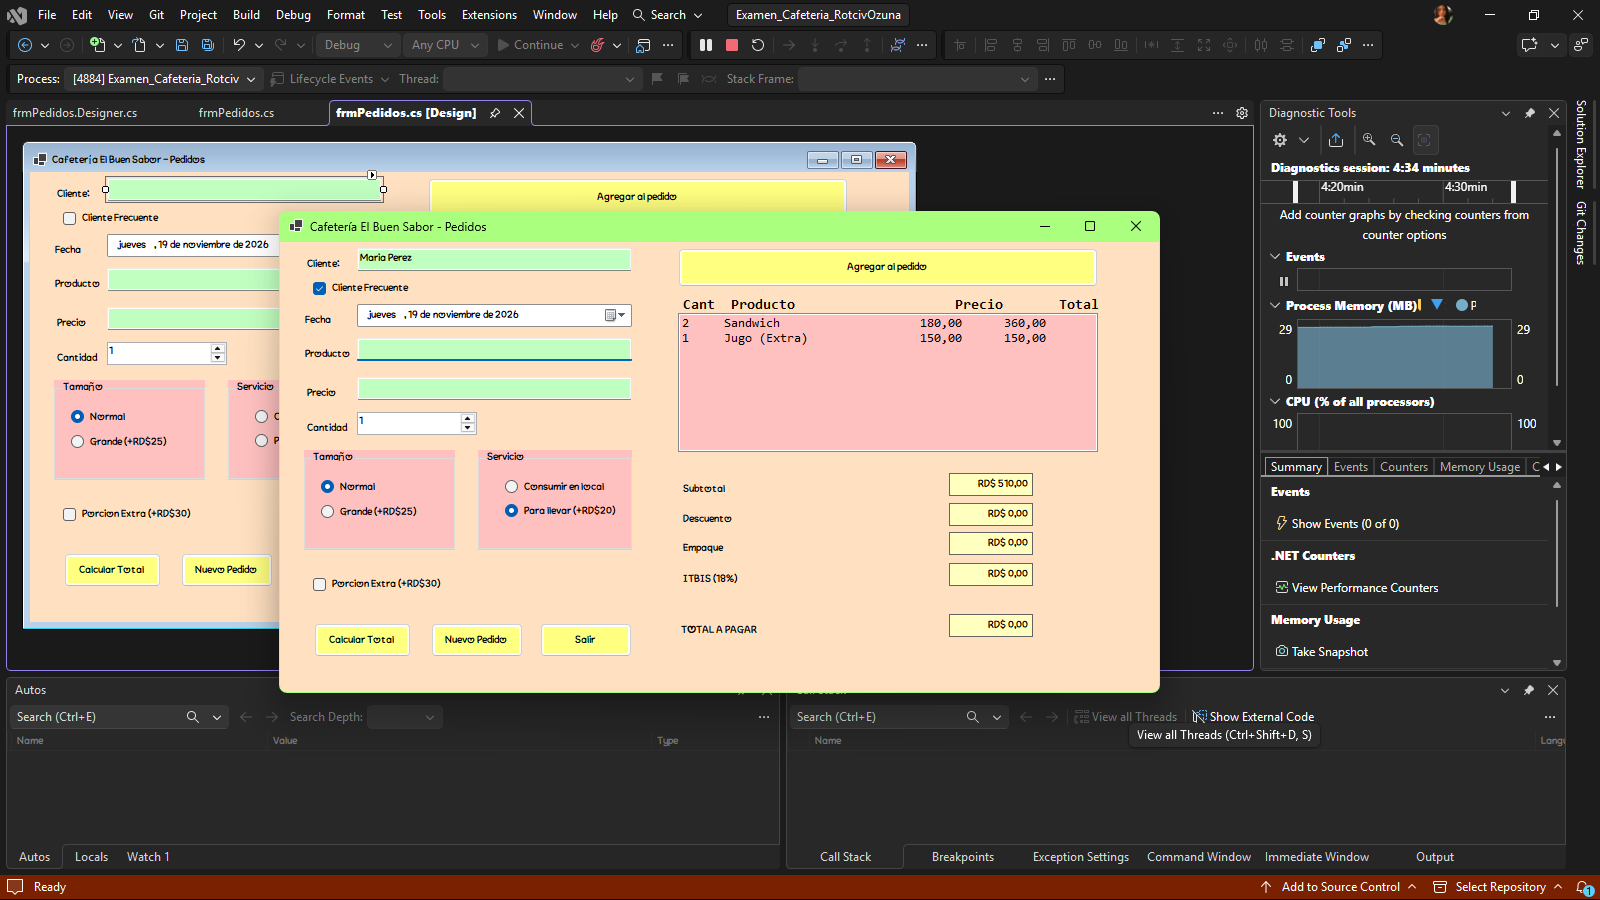 File Edit View Git Project Build Debug Format Test Tools Extensions Window Help Search Examen_Cafeteria_RotcivOzuna
Debug Any CPU Continue
Process: [4884] Examen_Cafeteria_Rotciv Lifecycle Events Thread: Stack Frame:
frmPedidos.Designer.cs frmPedidos.cs frmPedidos.cs [Design]
Cafetería El Buen Sabor - Pedidos
Cliente: Agregar al pedido
Cliente Frecuente
Fecha jueves , 19 de noviembre de 2026
Producto
Precio
Cantidad 1
Tamaño Servicio
Normal C
Grande (+RD$25) P
Porcion Extra (+RD$30)
Calcular Total Nuevo Pedido
Cafetería El Buen Sabor - Pedidos
Cliente: Maria Perez Agregar al pedido
Cliente Frecuente
Fecha jueves , 19 de noviembre de 2026
Producto
Precio
Cantidad 1
Tamaño Servicio
Normal Consumir en local
Grande (+RD$25) Para llevar (+RD$20)
Porcion Extra (+RD$30)
Calcular Total Nuevo Pedido Salir
Cant Producto Precio Total
2 Sandwich 180,00 360,00
1 Jugo (Extra) 150,00 150,00
Subtotal RD$ 510,00
Descuento RD$ 0,00
Empaque RD$ 0,00
ITBIS (18%) RD$ 0,00
TOTAL A PAGAR RD$ 0,00
Diagnostic Tools
Diagnostics session: 4:34 minutes
4:20min 4:30min
Add counter graphs by checking counters from
counter options
Events
Process Memory (MB) P
29 29
0 0
CPU (% of all processors)
100 100
Summary Events Counters Memory Usage C
Events
Show Events (0 of 0)
.NET Counters
View Performance Counters
Memory Usage
Take Snapshot
Solution Explorer
Git Changes
Autos
Search (Ctrl+E) Search Depth:
Name Value Type
Autos Locals Watch 1
Search (Ctrl+E) View all Threads Show External Code
View all Threads (Ctrl+Shift+D, S)
Name Langu
Call Stack Breakpoints Exception Settings Command Window Immediate Window Output
Ready Add to Source Control Select Repository 1